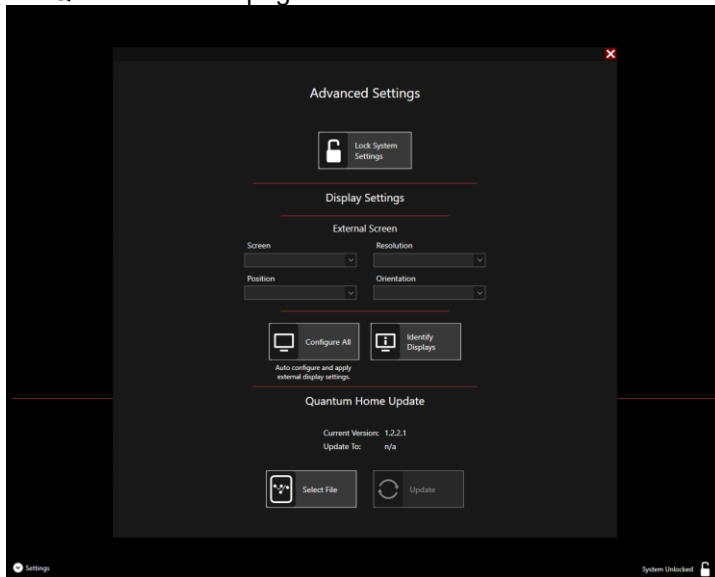 Advanced Settings
Lock System
Settings
Display Settings
External Screen
Screen
Resolution
Position
Orientation
Configure All
Identify
Displays
Auto configure and apply
external display settings.
Quantum Home Update
Current Version: 1.2.2.1
Update To: n/a
Select File
Update
Settings
System Unlocked